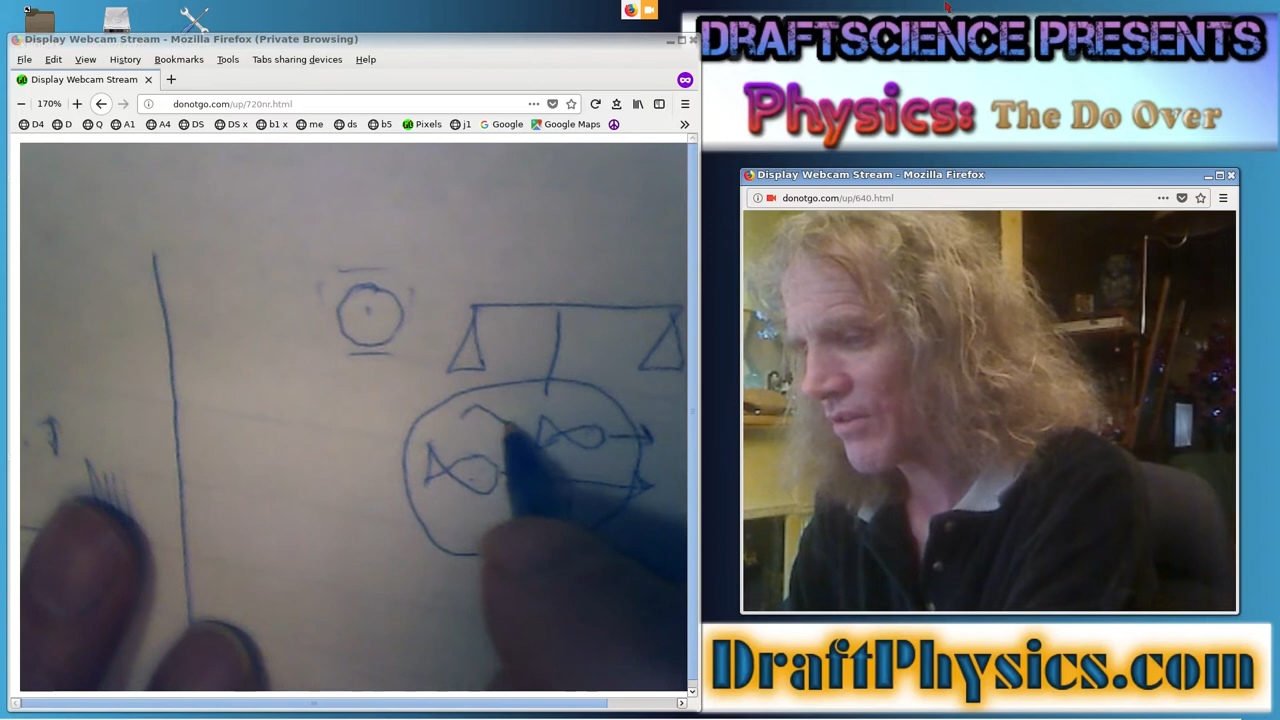 Display Webcam Stream - Mozilla Firefox (Private Browsing)
File Edit View History Bookmarks Tools Tabs sharing devices Help
Display Webcam Stream
170% donotgo.com/up/720nr.html
D4 D Q A1 A4 DS DS b1 x me ds b5 Pixels j1 Google Google Maps
DRAFTSCIENCE PRESENTS
Physics: The Do Over
Display Webcam Stream - Mozilla Firefox
donotgo.com/up/640.html
DraftPhysics.com